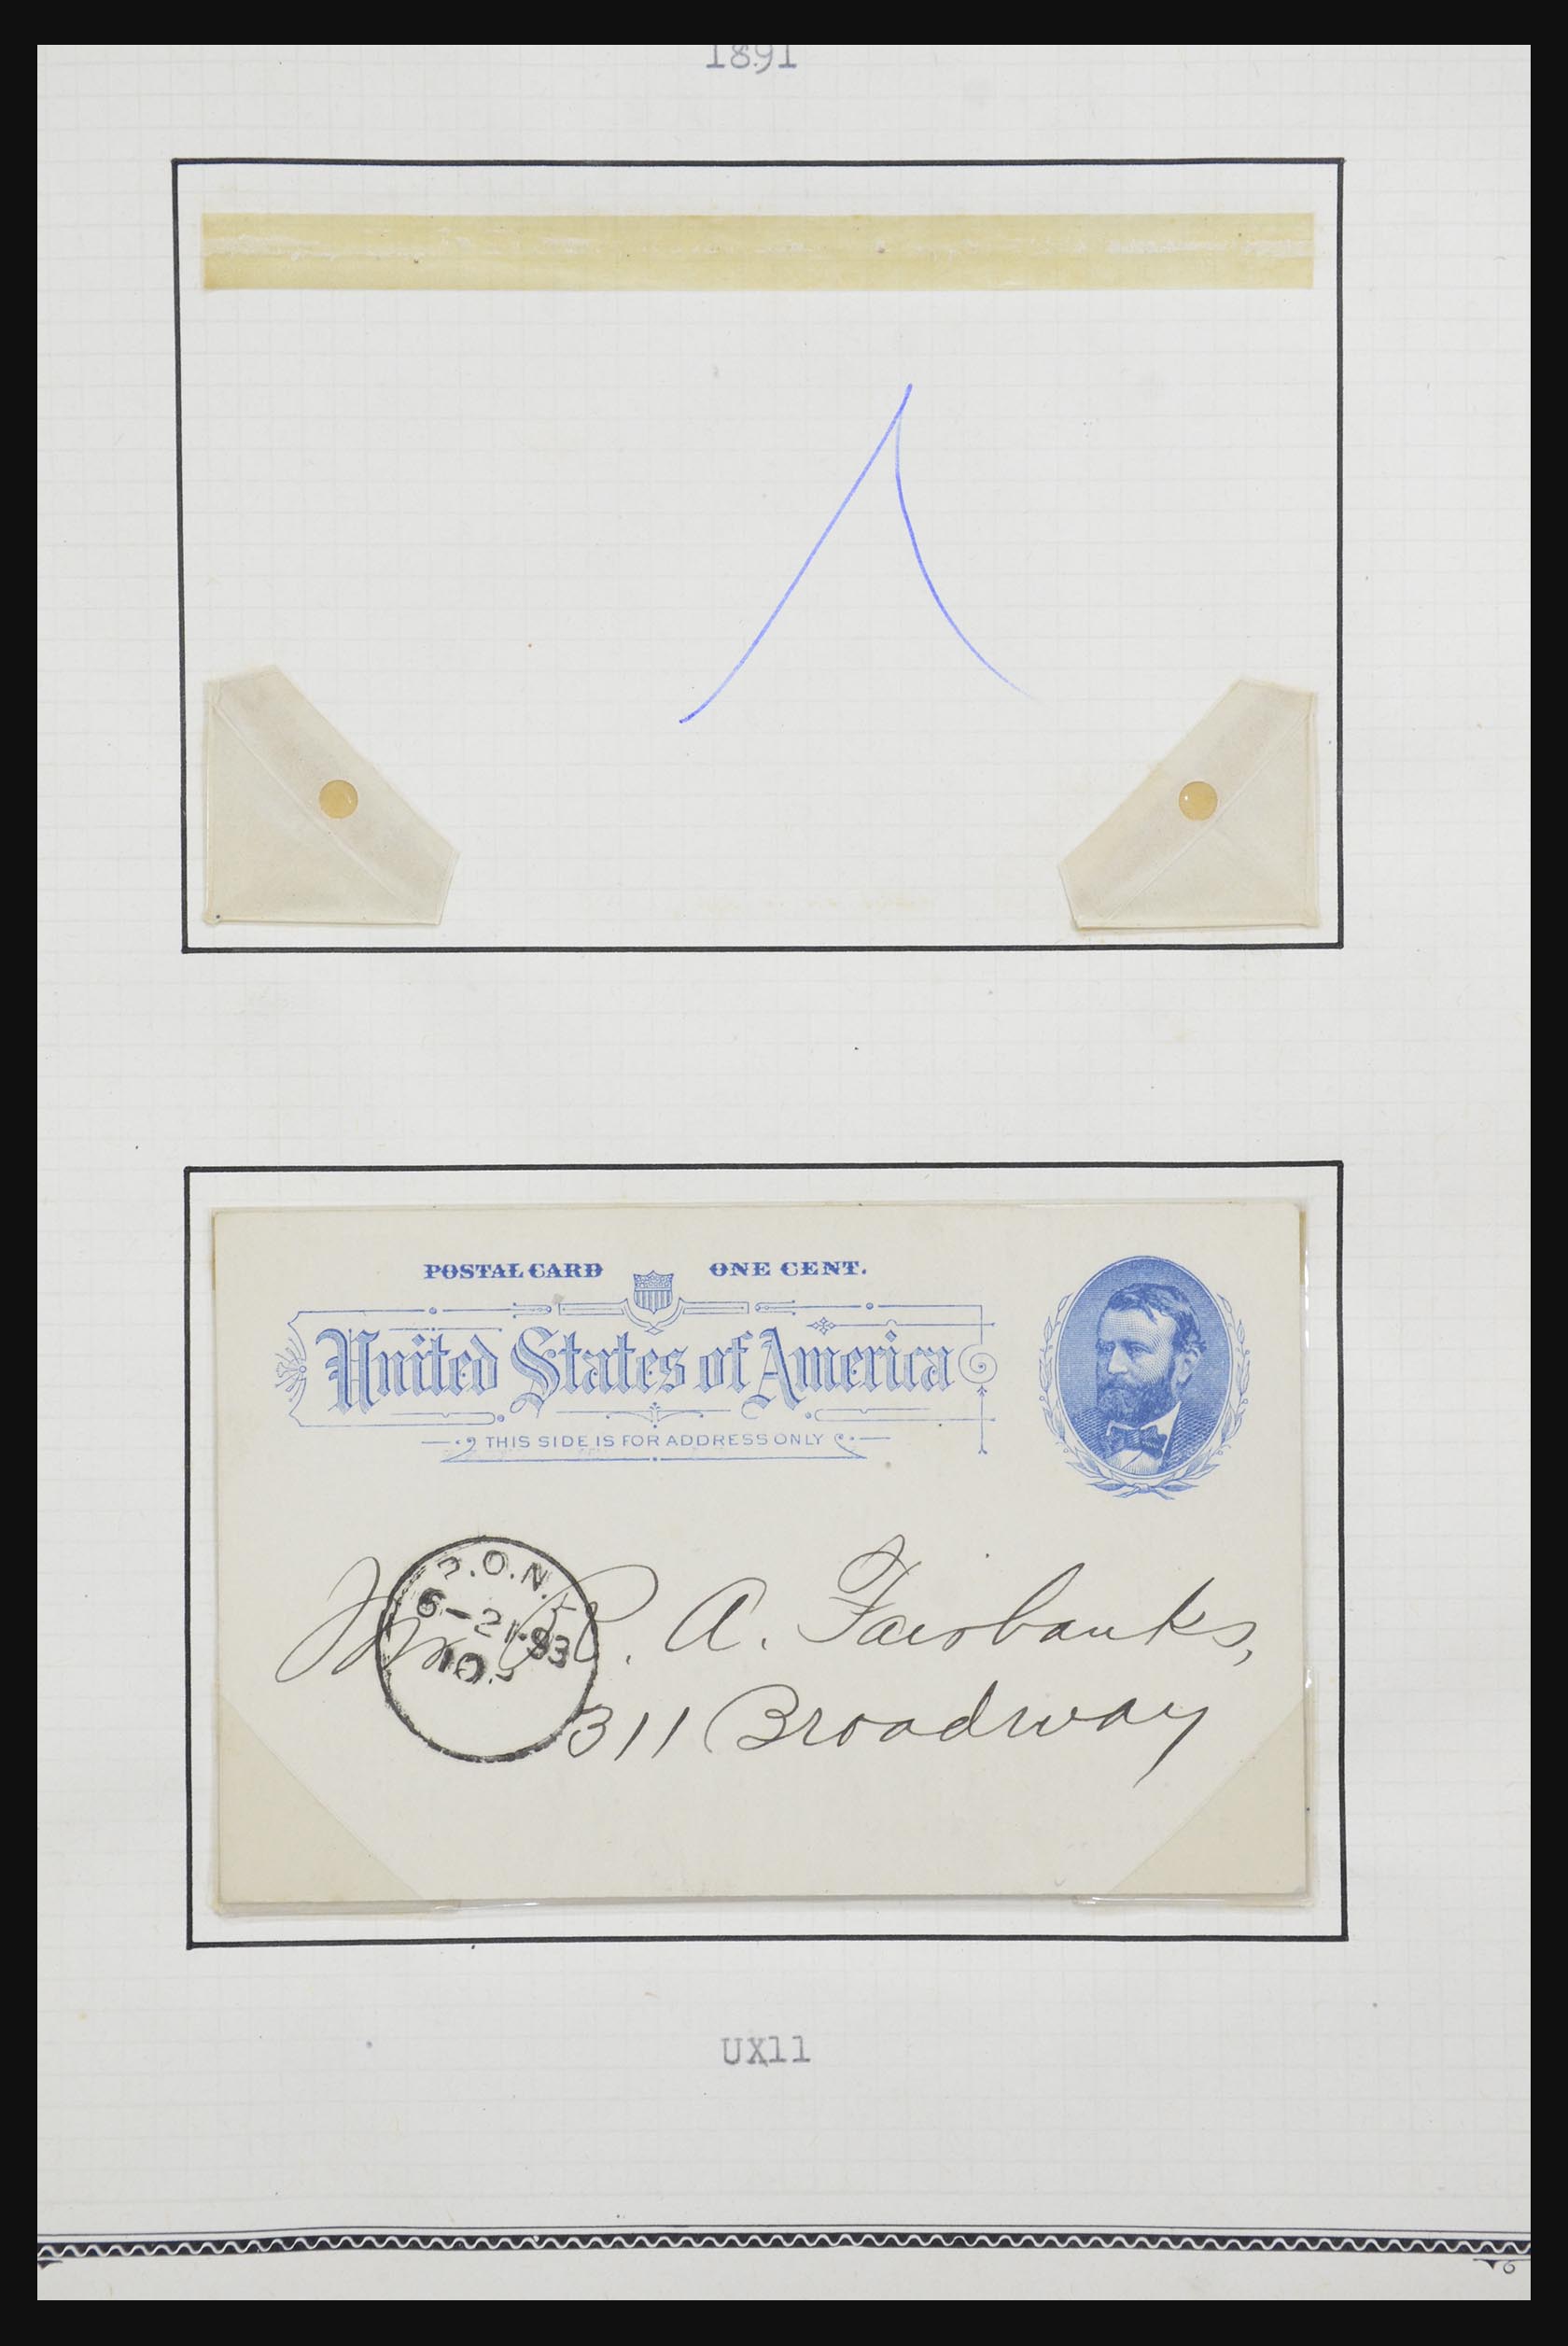 1891
POSTAL CARD ONE CENT.
United States of America
THIS SIDE IS FOR ADDRESS ONLY
P.O.N.Y.
6-21-93
10
A. Fairbanks,
311 Broadway
UX11